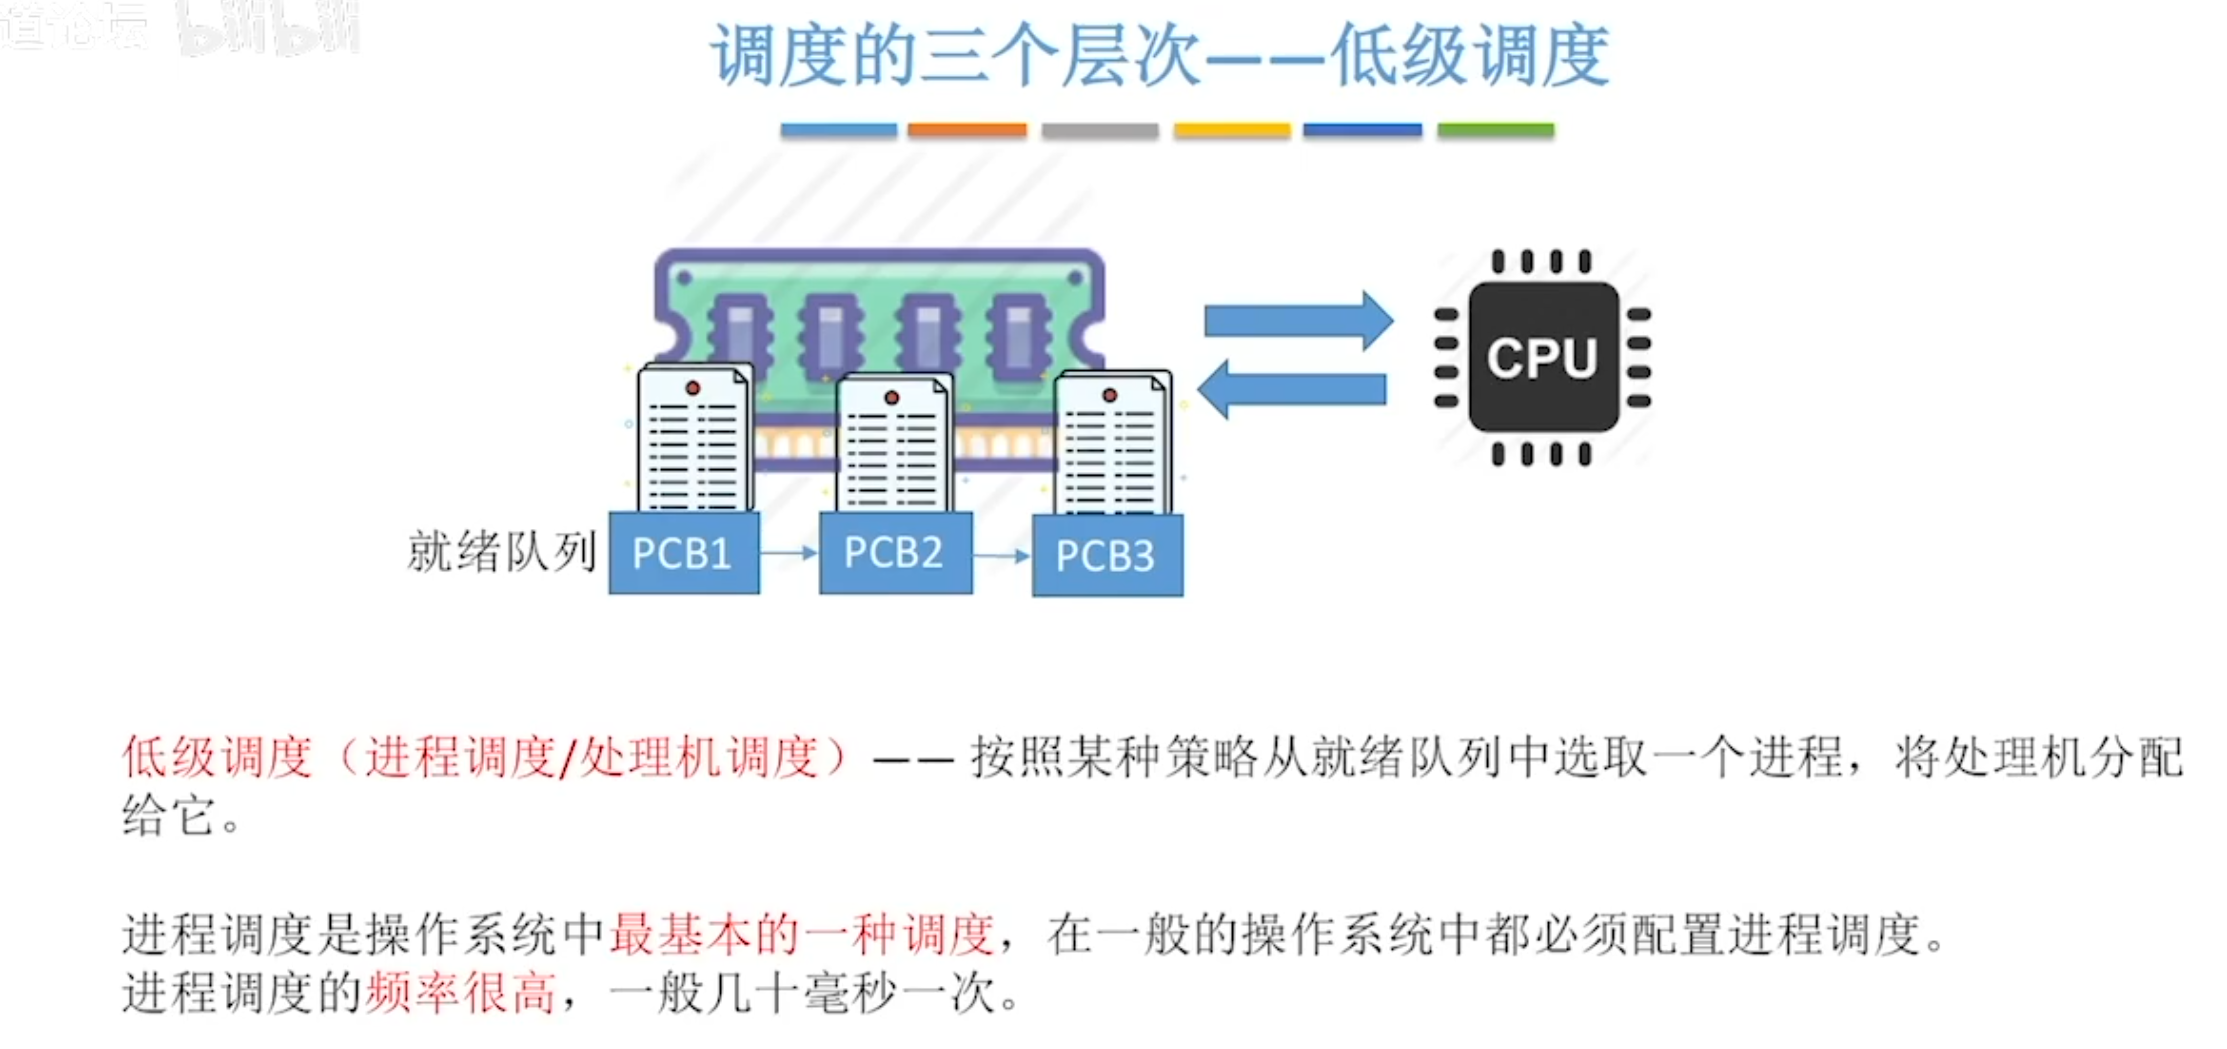 道论坛 bilibili
调度的三个层次——低级调度
CPU
就绪队列 PCB1 PCB2 PCB3
低级调度（进程调度/处理机调度）—— 按照某种策略从就绪队列中选取一个进程，将处理机分配
给它。
进程调度是操作系统中最基本的一种调度，在一般的操作系统中都必须配置进程调度。
进程调度的频率很高，一般几十毫秒一次。